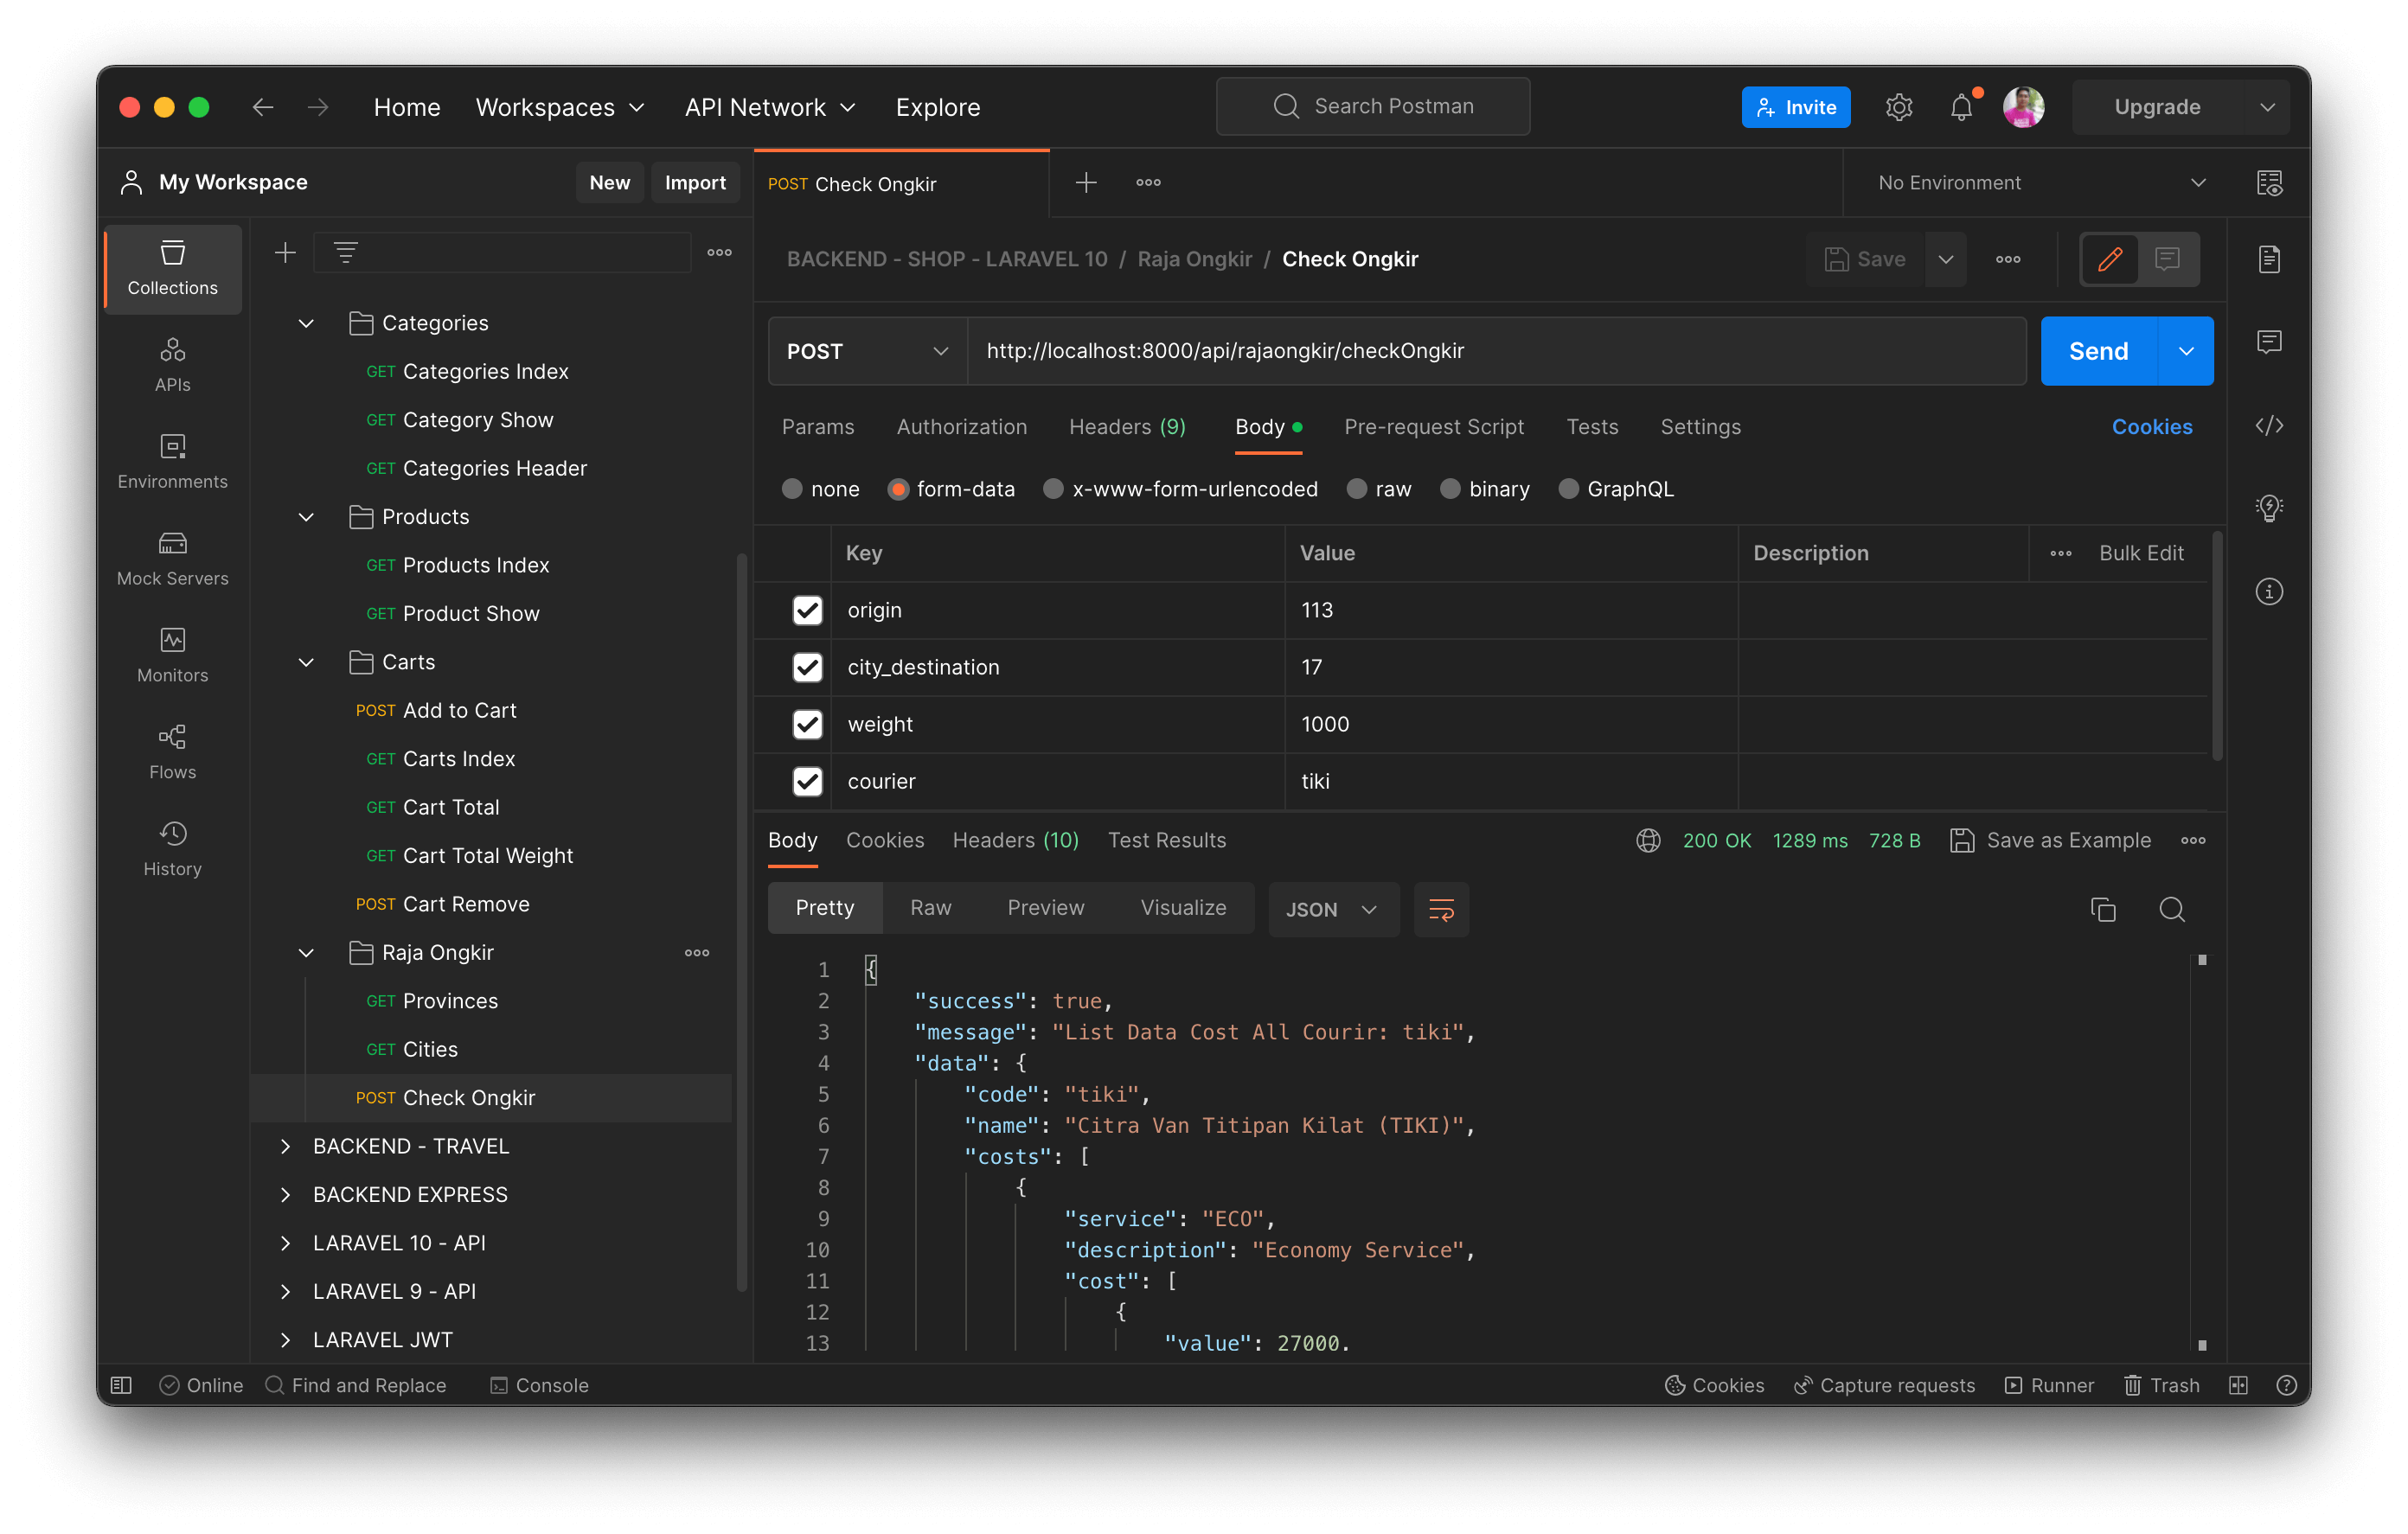 Home Workspaces API Network Explore Search Postman Invite Upgrade
My Workspace New Import POST Check Ongkir No Environment
Collections
APIs
Environments
Mock Servers
Monitors
Flows
History
Categories
GET Categories Index
GET Category Show
GET Categories Header
Products
GET Products Index
GET Product Show
Carts
POST Add to Cart
GET Carts Index
GET Cart Total
GET Cart Total Weight
POST Cart Remove
Raja Ongkir
GET Provinces
GET Cities
POST Check Ongkir
BACKEND - TRAVEL
BACKEND EXPRESS
LARAVEL 10 - API
LARAVEL 9 - API
LARAVEL JWT
BACKEND - SHOP - LARAVEL 10 / Raja Ongkir / Check Ongkir Save
POST http://localhost:8000/api/rajaongkir/checkOngkir Send
Params Authorization Headers (9) Body Pre-request Script Tests Settings Cookies
none form-data x-www-form-urlencoded raw binary GraphQL
Key Value Description Bulk Edit
origin 113
city_destination 17
weight 1000
courier tiki
Body Cookies Headers (10) Test Results 200 OK 1289 ms 728 B Save as Example
Pretty Raw Preview Visualize JSON
1 {
2 "success": true,
3 "message": "List Data Cost All Courir: tiki",
4 "data": {
5 "code": "tiki",
6 "name": "Citra Van Titipan Kilat (TIKI)",
7 "costs": [
8 {
9 "service": "ECO",
10 "description": "Economy Service",
11 "cost": [
12 {
13 "value": 27000,
Online Find and Replace Console Cookies Capture requests Runner Trash